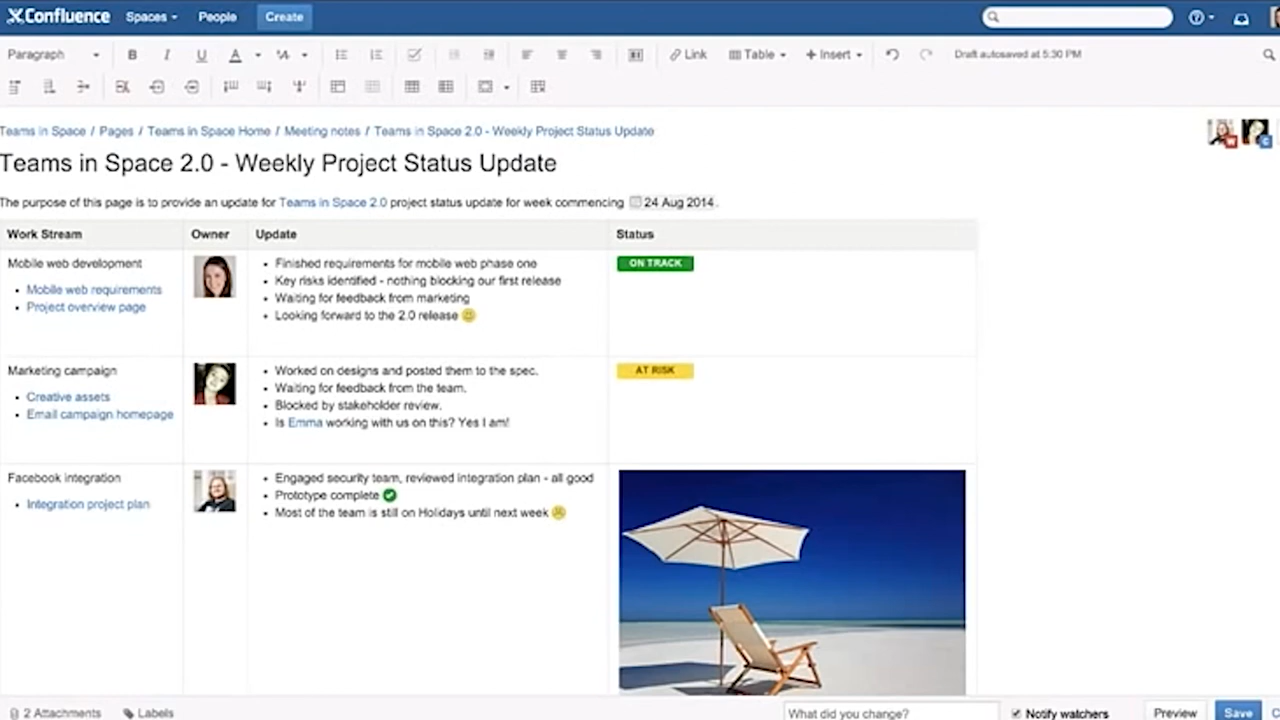 Confluence Spaces People Create
Paragraph B I U A Link Table Insert Draft autosaved at 5:30 PM
Teams in Space / Pages / Teams in Space Home / Meeting notes / Teams in Space 2.0 - Weekly Project Status Update
Teams in Space 2.0 - Weekly Project Status Update
The purpose of this page is to provide an update for Teams in Space 2.0 project status update for week commencing 24 Aug 2014.
Work Stream Owner Update Status
Mobile web development
Mobile web requirements
Project overview page
Finished requirements for mobile web phase one
Key risks identified - nothing blocking our first release
Waiting for feedback from marketing
Looking forward to the 2.0 release
ON TRACK
Marketing campaign
Creative assets
Email campaign homepage
Worked on designs and posted them to the spec.
Waiting for feedback from the team.
Blocked by stakeholder review.
Is Emma working with us on this? Yes I am!
AT RISK
Facebook integration
Integration project plan
Engaged security team, reviewed integration plan - all good
Prototype complete
Most of the team is still on Holidays until next week
2 Attachments Labels What did you change? Notify watchers Preview Save